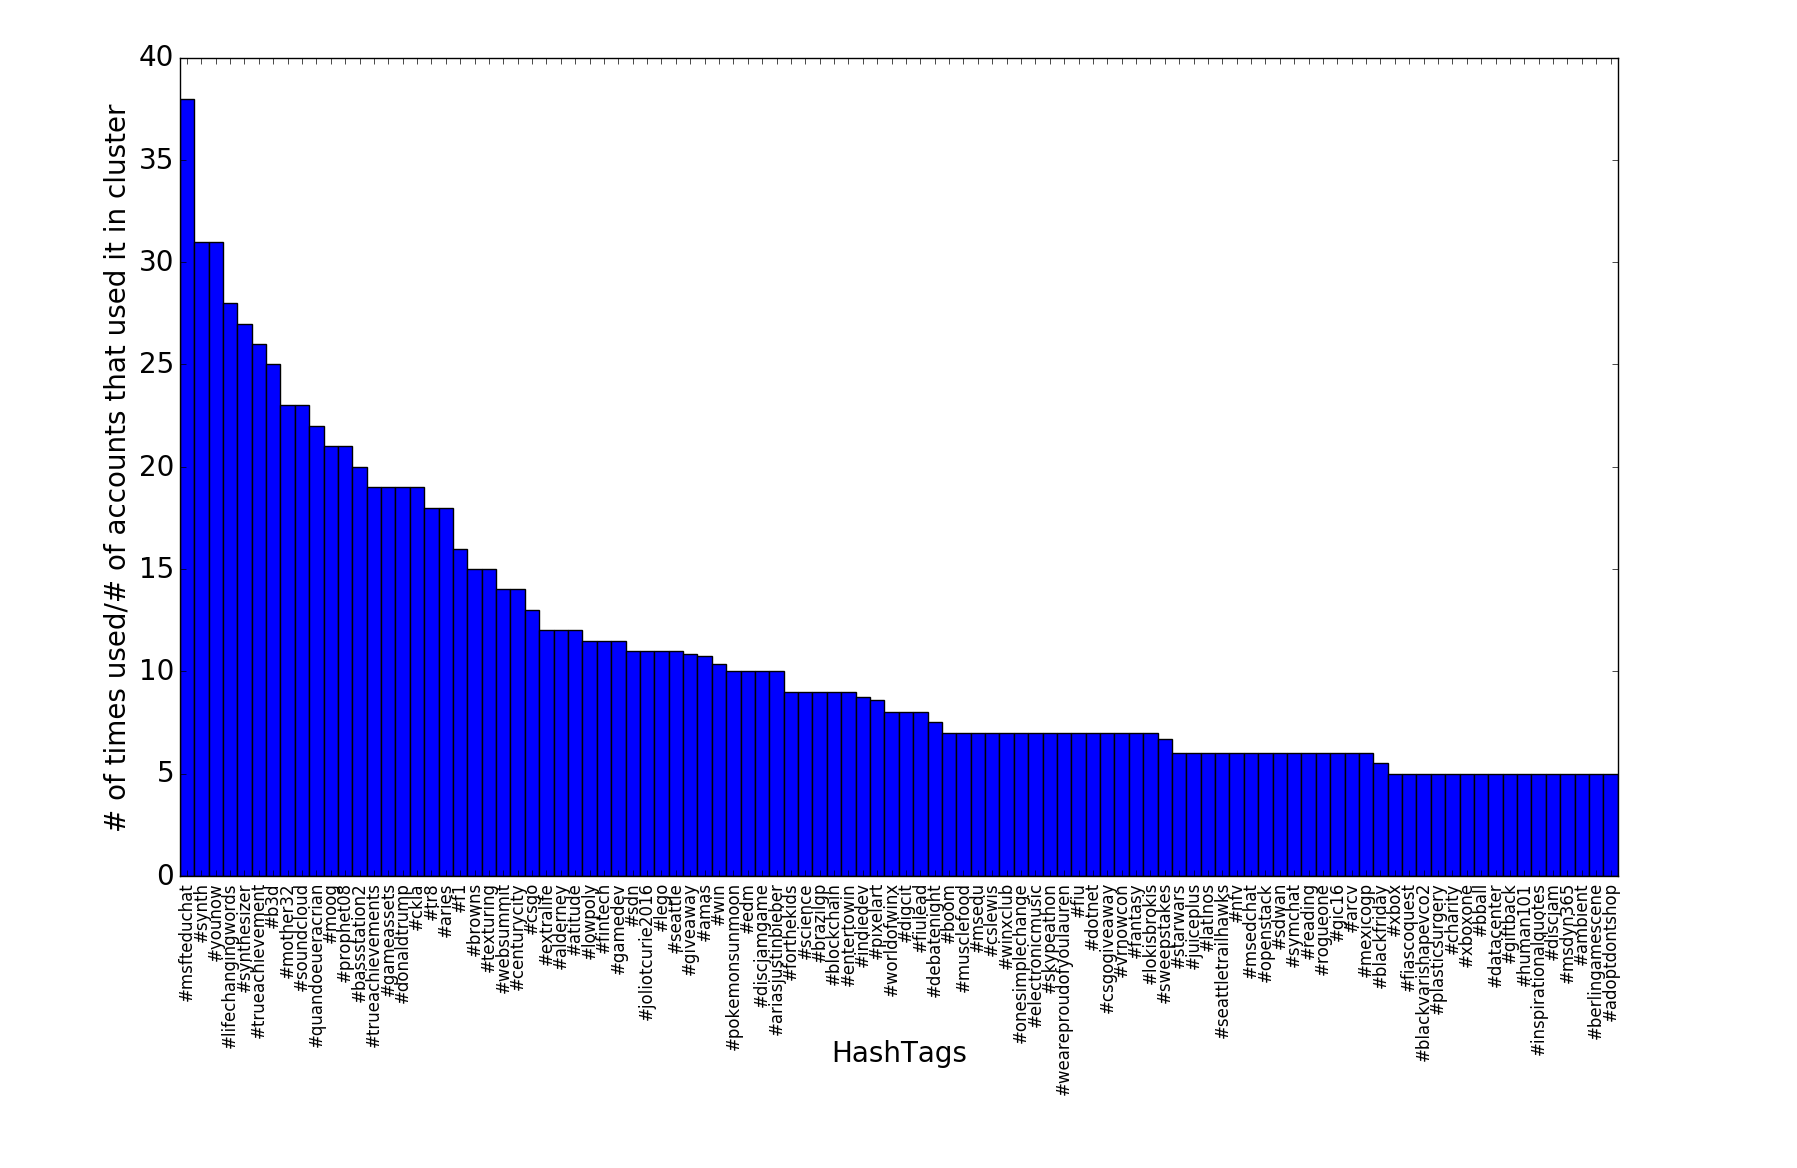 # of times used/# of accounts that used it in cluster
40
35
30
25
20
15
10
5
0
#msfteduchat
#synth
#younow
#lifechangingwords
#synthesizer
#trueachievement
#b3d
#mother32
#soundcloud
#quandoeueracrian
#moog
#prophet08
#bassstation2
#trueachievements
#gameassets
#donaldtrump
#ckla
#tr8
#aries
#f1
#browns
#texturing
#websummit
#centurycity
#csgo
#extralife
#alderney
#atitude
#lowpoly
#fintech
#gamedev
#sdn
#joliotcurie2016
#lego
#seattle
#giveaway
#amas
#win
#pokemonsunmoon
#edm
#discjamgame
#ariasjustinbieber
#forthekids
#science
#brazilgp
#blockchain
#entertowin
#indiedev
#pixelart
#worldofwinx
#digcit
#fiulead
#debatenight
#boom
#musclefood
#msedu
#cslewis
#winxclub
#onesimplechange
#electronicmusic
#skypeathon
#weareproudofyoulauren
#fiu
#dotnet
#csgogiveaway
#vrnowcon
#fantasy
#lokisbrokis
#sweepstakes
#starwars
#juiceplus
#latnos
#seattletrailhawks
#nfv
#msedchat
#openstack
#sdwan
#symchat
#reading
#rogueone
#gic16
#arcv
#mexicogp
#blackfriday
#xbox
#fiascoquest
#blackvarishapevco2
#plasticsurgery
#charity
#xboxone
#bball
#datacenter
#giftback
#human101
#inspirationalquotes
#discjam
#msdyn365
#ambient
#berlingamescene
#adoptdontshop
HashTags